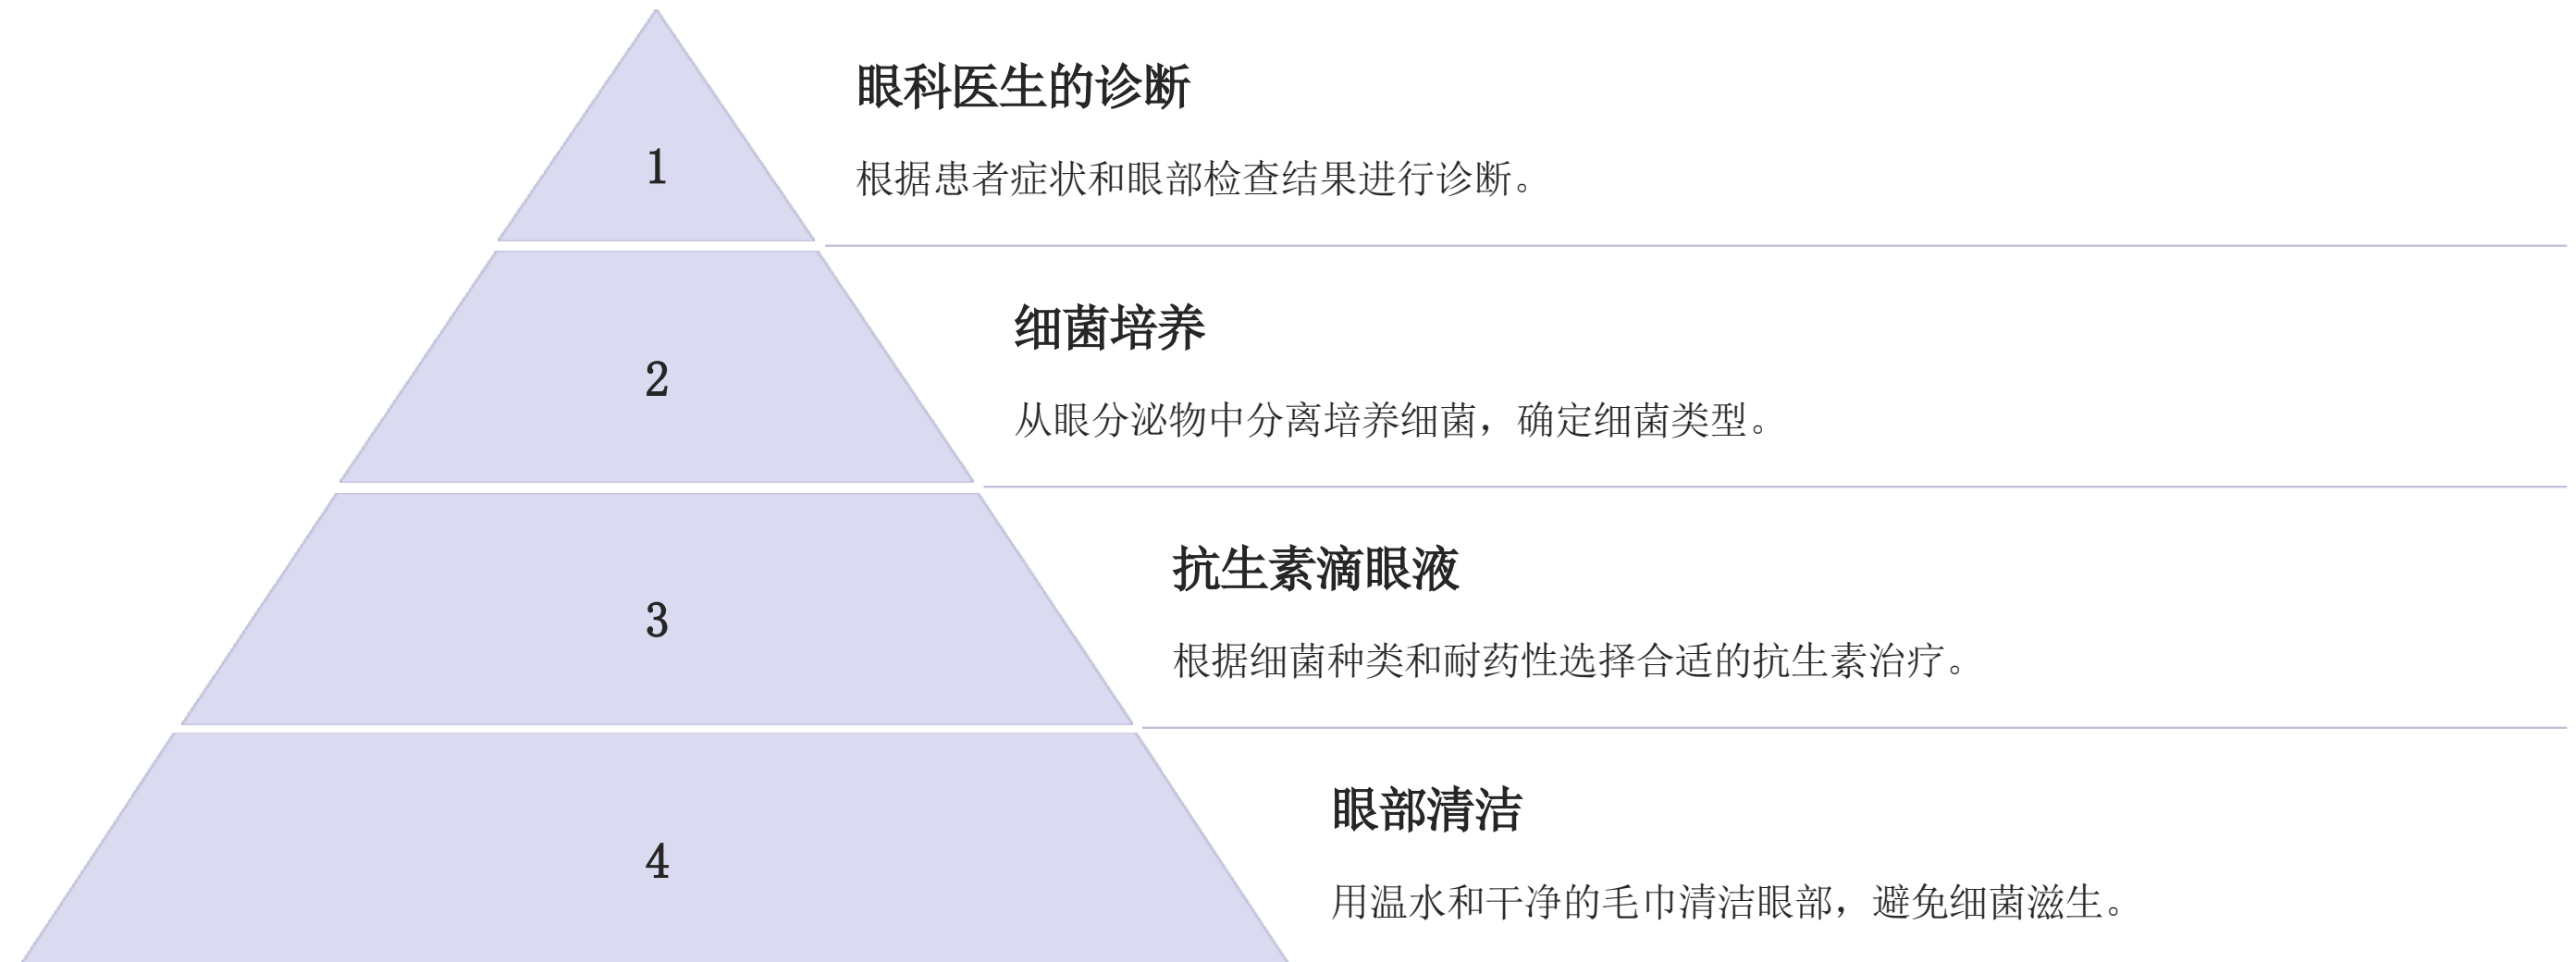 眼科医生的诊断
1
根据患者症状和眼部检查结果进行诊断。
细菌培养
2
从眼分泌物中分离培养细菌，确定细菌类型。
抗生素滴眼液
3
根据细菌种类和耐药性选择合适的抗生素治疗。
眼部清洁
4
用温水和干净的毛巾清洁眼部，避免细菌滋生。